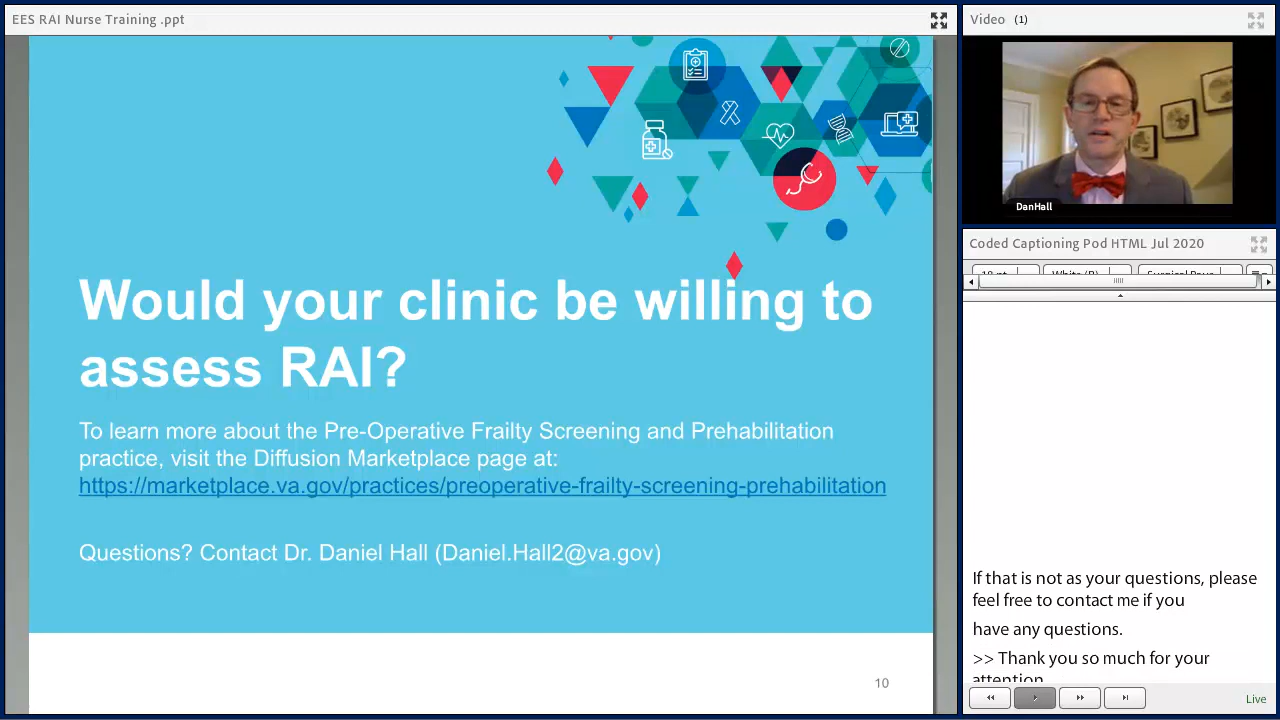 EES RAI Nurse Training .ppt
Would your clinic be willing to
assess RAI?
To learn more about the Pre-Operative Frailty Screening and Prehabilitation
practice, visit the Diffusion Marketplace page at:
https://marketplace.va.gov/practices/preoperative-frailty-screening-prehabilitation
Questions? Contact Dr. Daniel Hall (Daniel.Hall2@va.gov)
10
Video (1)
DanHall
Coded Captioning Pod HTML Jul 2020
If that is not as your questions, please
feel free to contact me if you
have any questions.
>> Thank you so much for your
attention
Live